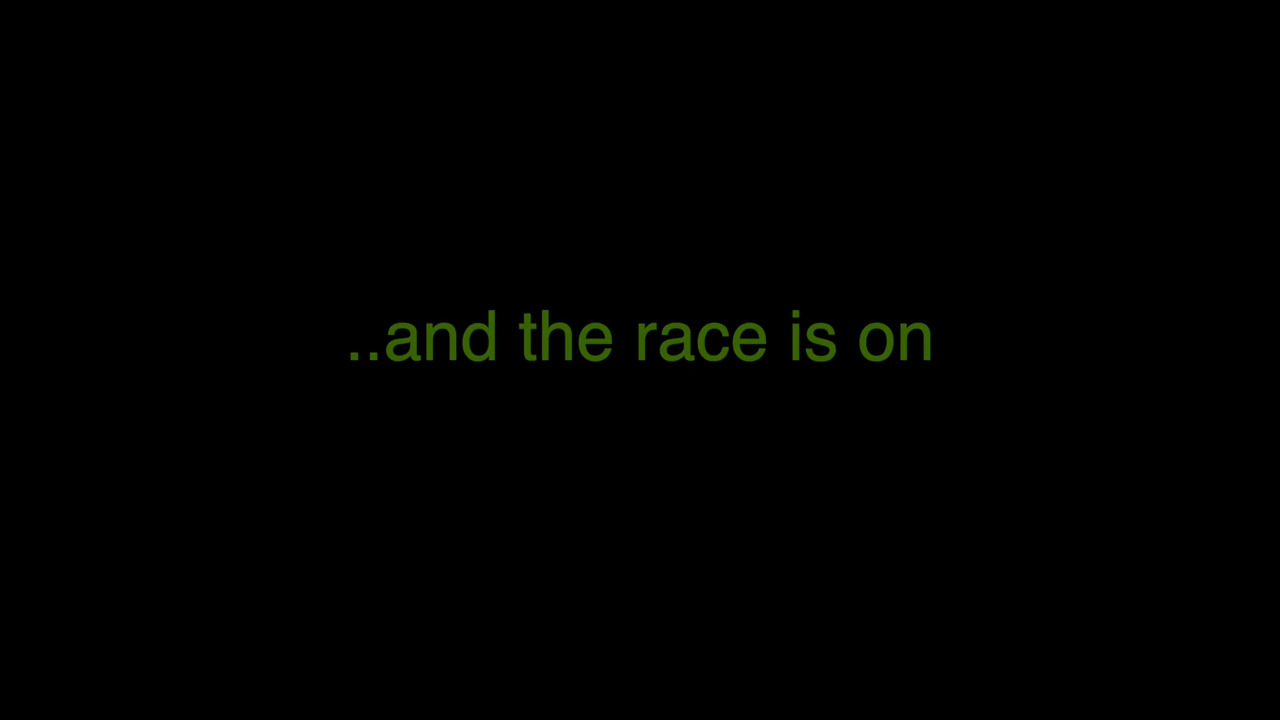 ..and the race is on